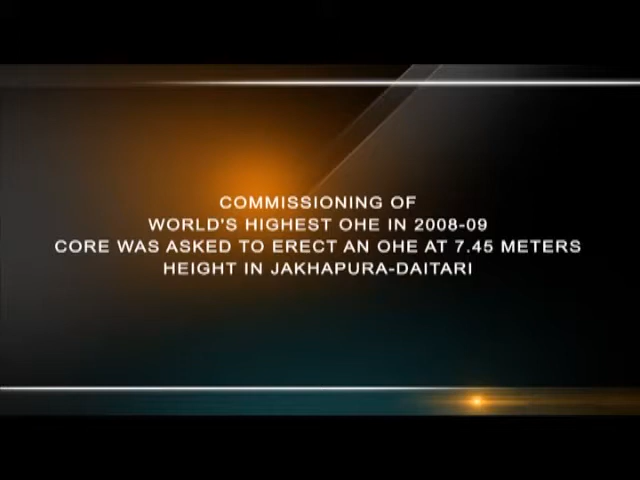 COMMISSIONING OF
WORLD'S HIGHEST OHE IN 2008-09
CORE WAS ASKED TO ERECT AN OHE AT 7.45 METERS
HEIGHT IN JAKHAPURA-DAITARI